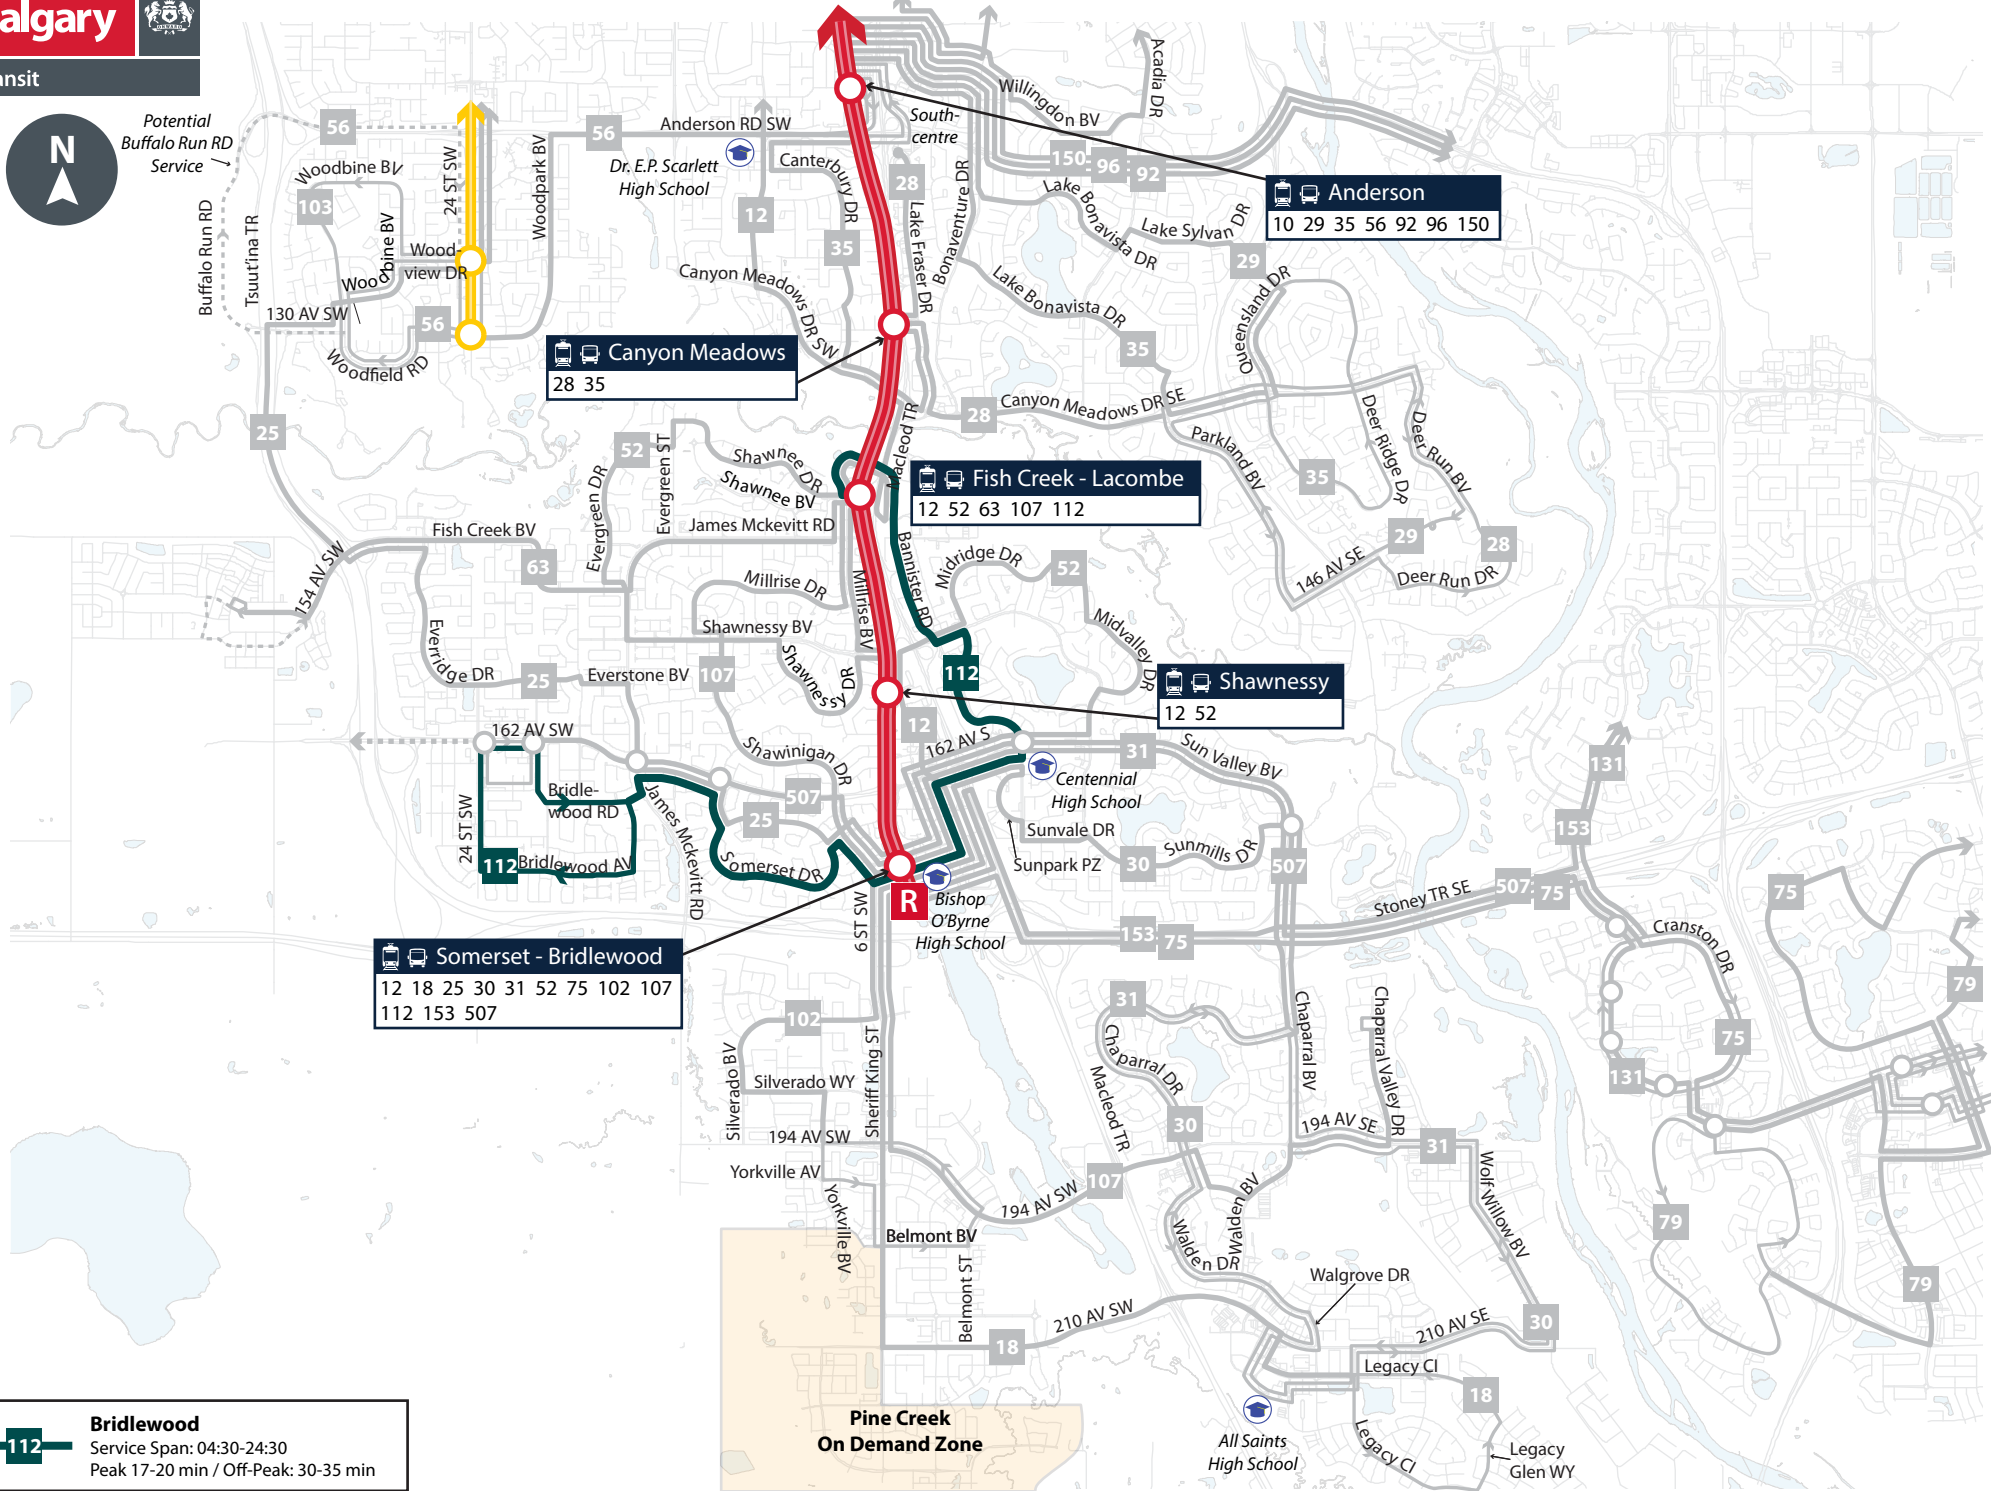 algary
ansit
N
Potential
Buffalo Run RD
Service
56
Woodbine BV
103
24 ST SW
Woodpark BV
56
Anderson RD SW
Dr. E.P. Scarlett
High School
South-
centre
Willingdon BV
Acadia DR
150
96
92
Anderson
10 29 35 56 92 96 150
Buffalo Run RD
Tsuut'ina TR
Woodbine BV
Wood-
view DR
Woodbine
130 AV SW
56
Woodfield RD
12
Canterbury DR
35
28
Lake Fraser DR
Bonaventure DR
Lake Bonavista DR
Lake Sylvan DR
29
Queensland DR
Canyon Meadows DR SW
Lake Bonavista DR
35
Canyon Meadows
28 35
25
28
Canyon Meadows DR SE
Macleod TR
52
Evergreen ST
Evergreen DR
Shawnee DR
Shawnee BV
James Mckevitt RD
Fish Creek - Lacombe
12 52 63 107 112
Parkland BV
35
Deer Ridge DR
Deer Run BV
29
28
146 AV SE
Deer Run DR
Fish Creek BV
63
154 AV SW
Millrise DR
Millrise BV
Bannister RD
Midridge DR
52
Midvalley DR
Shawnessy BV
Shawnessy DR
107
Everridge DR
25
Everstone BV
112
Shawnessy
12 52
12
162 AV S
31
Sun Valley BV
162 AV SW
Shawinigan DR
507
25
Bridle-
wood RD
James Mckevitt RD
24 ST SW
112
Bridlewood AV
Somerset DR
Centennial
High School
Sunvale DR
Sunpark PZ
30
Sunmills DR
507
131
153
R
Bishop
O'Byrne
High School
6 ST SW
Somerset - Bridlewood
12 18 25 30 31 52 75 102 107
112 153 507
153
75
Stoney TR SE
507
75
75
Cranston DR
79
75
131
79
79
102
Silverado BV
Silverado WY
Sheriff King ST
194 AV SW
Yorkville AV
Yorkville BV
31
Chaparral DR
Macleod TR
30
Chaparral BV
Chaparral Valley DR
194 AV SE
31
Wolf Willow BV
107
194 AV SW
Belmont BV
Belmont ST
Walden BV
Walden DR
Walgrove DR
18
210 AV SW
210 AV SE
30
Legacy CI
18
Legacy CI
Legacy
Glen WY
All Saints
High School
Pine Creek
On Demand Zone
112
Bridlewood
Service Span: 04:30-24:30
Peak 17-20 min / Off-Peak: 30-35 min